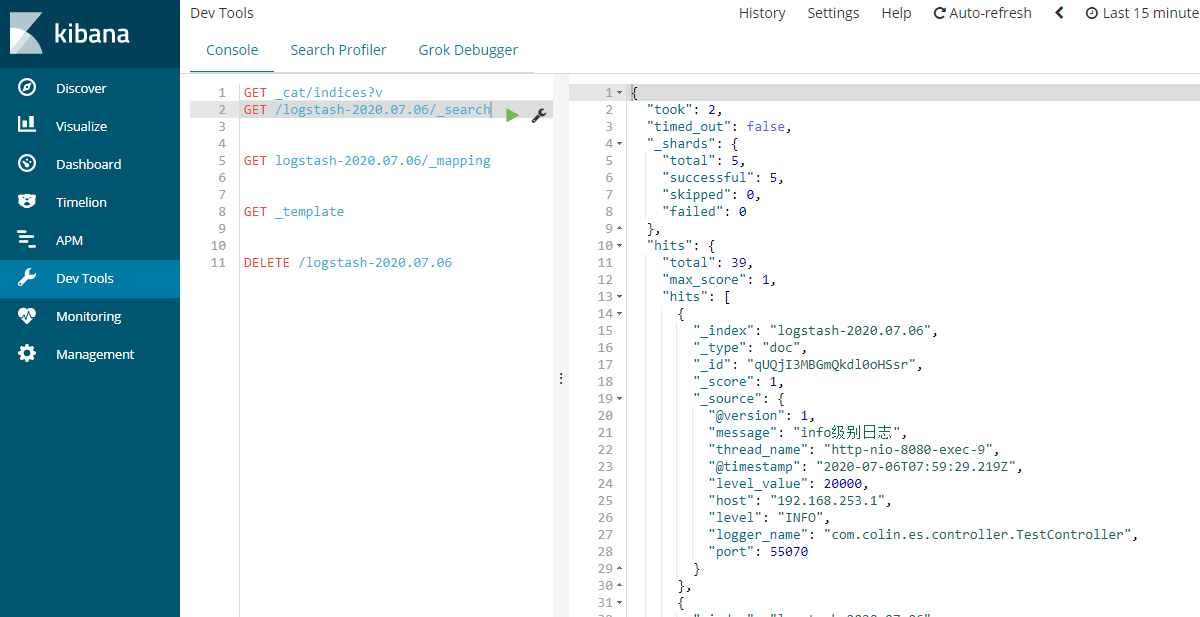 kibana
Discover
Visualize
Dashboard
Timelion
APM
Dev Tools
Monitoring
Management
Dev Tools
History Settings Help Auto-refresh Last 15 minute
Console Search Profiler Grok Debugger
1 GET _cat/indices?v
2 GET /logstash-2020.07.06/_search
3
4
5 GET logstash-2020.07.06/_mapping
6
7
8 GET _template
9
10
11 DELETE /logstash-2020.07.06
1 {
2 "took": 2,
3 "timed_out": false,
4 "_shards": {
5 "total": 5,
6 "successful": 5,
7 "skipped": 0,
8 "failed": 0
9 },
10 "hits": {
11 "total": 39,
12 "max_score": 1,
13 "hits": [
14 {
15 "_index": "logstash-2020.07.06",
16 "_type": "doc",
17 "_id": "qUQjI3MBGmQkdl0oHSsr",
18 "_score": 1,
19 "_source": {
20 "@version": 1,
21 "message": "info级别日志",
22 "thread_name": "http-nio-8080-exec-9",
23 "@timestamp": "2020-07-06T07:59:29.219Z",
24 "level_value": 20000,
25 "host": "192.168.253.1",
26 "level": "INFO",
27 "logger_name": "com.colin.es.controller.TestController",
28 "port": 55070
29 }
30 },
31 {